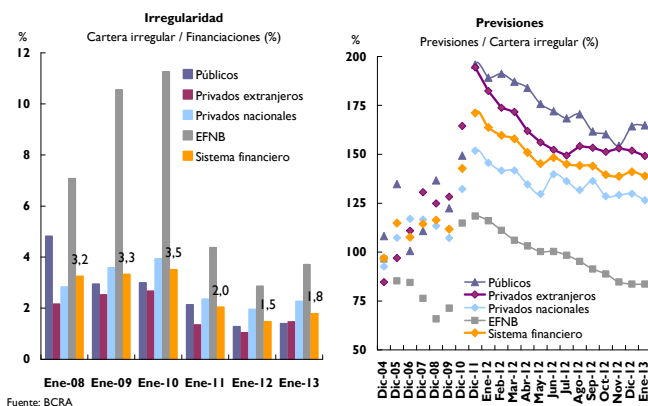 Irregularidad
Cartera irregular / Financiaciones (%)
%
12
10
8
6
4
2
0
Públicos
Privados extranjeros
Privados nacionales
EFNB
Sistema financiero
3,2
3,3
3,5
2,0
1,5
1,8
Ene-08
Ene-09
Ene-10
Ene-11
Ene-12
Ene-13
Fuente: BCRA
Previsiones
Previsiones / Cartera irregular (%)
%
200
175
150
125
100
75
50
Públicos
Privados extranjeros
Privados nacionales
EFNB
Sistema financiero
Dic-04
Dic-05
Dic-06
Dic-07
Dic-08
Dic-09
Dic-10
Dic-11
Ene-12
Feb-12
Mar-12
Abr-12
May-12
Jun-12
Jul-12
Ago-12
Sep-12
Oct-12
Nov-12
Dic-12
Ene-13